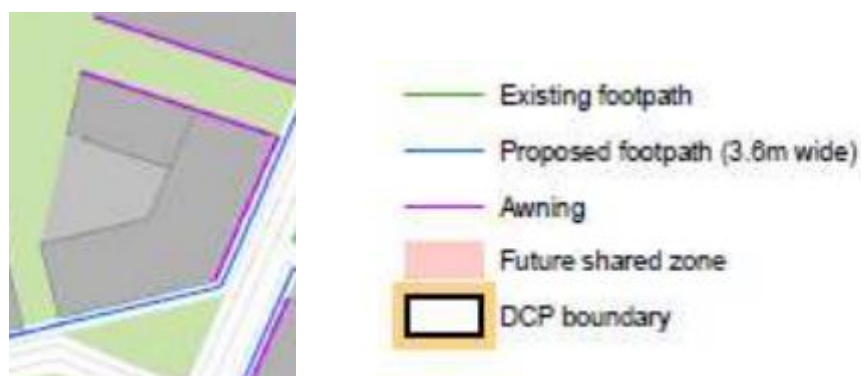 Existing footpath
Proposed footpath (3.6m wide)
Awning
Future shared zone
DCP boundary